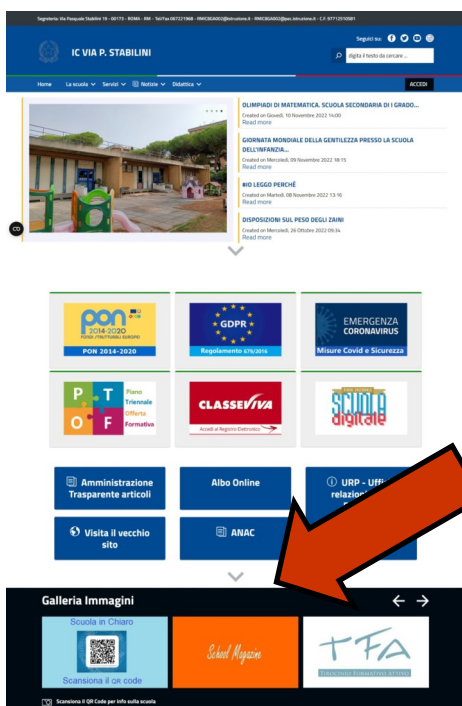 Segreteria: Via Pasquale Stabilini 19 - 00173 - ROMA - RM - Tel/Fax 067221968 - RMIC8GA002@istruzione.it - RMIC8GA002@pec.istruzione.it - C.F. 97712510581
Seguici su:
IC VIA P. STABILINI
digita il testo da cercare ...
Home La scuola Servizi Notizie Didattica ACCEDI
OLIMPIADI DI MATEMATICA. SCUOLA SECONDARIA DI I GRADO...
Created on Giovedì, 10 Novembre 2022 14:00
Read more
GIORNATA MONDIALE DELLA GENTILEZZA PRESSO LA SCUOLA
DELL'INFANZIA...
Created on Mercoledì, 09 Novembre 2022 18:15
Read more
#IO LEGGO PERCHÈ
Created on Martedì, 08 Novembre 2022 13:16
Read more
DISPOSIZIONI SUL PESO DEGLI ZAINI
Created on Mercoledì, 26 Ottobre 2022 09:34
Read more
pon
2014-2020
FONDI STRUTTURALI EUROPEI
PON 2014-2020
GDPR
Regolamento 679/2016
EMERGENZA
CORONAVIRUS
Misure Covid e Sicurezza
P T
O F
Piano
Triennale
Offerta
Formativa
CLASSEVIVA
Accedi al Registro Elettronico
SCUOLA
digitale
Amministrazione
Trasparente articoli
Albo Online
URP - Uffi
relazioni
Visita il vecchio
sito
ANAC
Galleria Immagini
Scuola in Chiaro
Scansiona il QR code
School Magazine
TFA
TIROCINIO FORMATIVO ATTIVO
Scansiona il QR Code per info sulla scuola